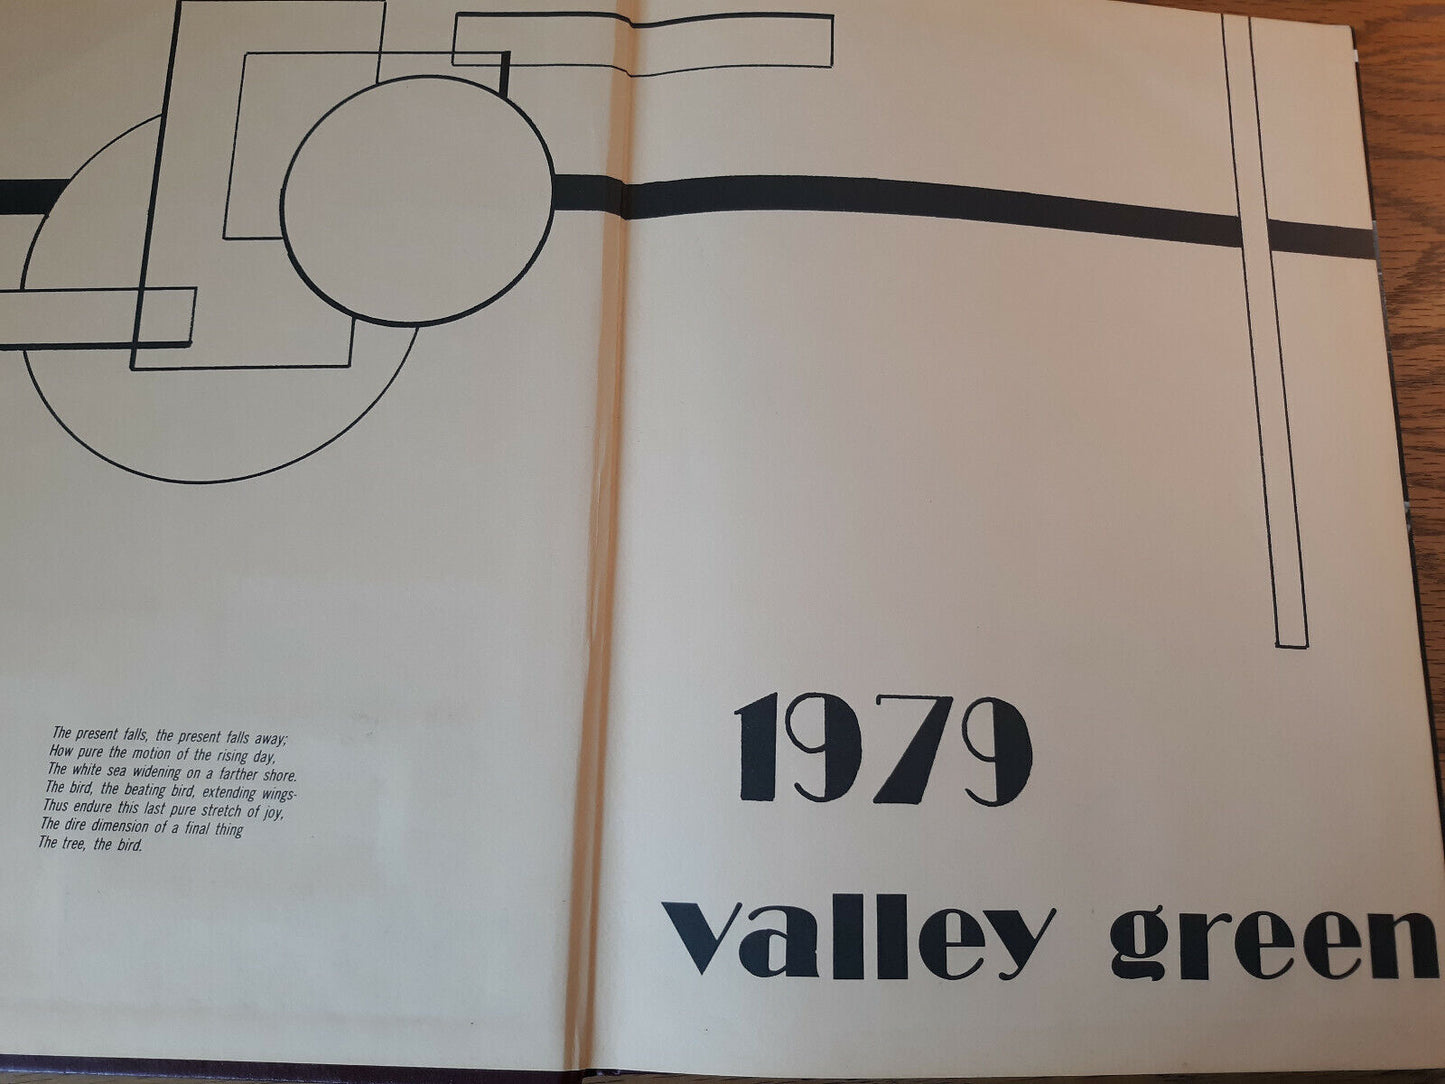 The present falls, the present falls away;
How pure the motion of the rising day,
The white sea widening on a farther shore.
The bird, the beating bird, extending wings-
Thus endure this last pure stretch of joy,
The dire dimension of a final thing
The tree, the bird.
1979
valley green